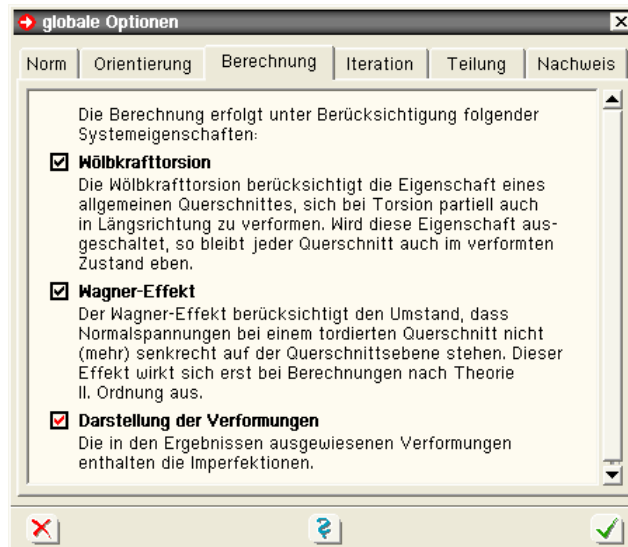 globale Optionen
Norm Orientierung Berechnung Iteration Teilung Nachweis
Die Berechnung erfolgt unter Berücksichtigung folgender
Systemeigenschaften:
Wölbkrafttorsion
Die Wölbkrafttorsion berücksichtigt die Eigenschaft eines
allgemeinen Querschnittes, sich bei Torsion partiell auch
in Längsrichtung zu verformen. Wird diese Eigenschaft aus-
geschaltet, so bleibt jeder Querschnitt auch im verformten
Zustand eben.
Wagner-Effekt
Der Wagner-Effekt berücksichtigt den Umstand, dass
Normalspannungen bei einem tordierten Querschnitt nicht
(mehr) senkrecht auf der Querschnittsebene stehen. Dieser
Effekt wirkt sich erst bei Berechnungen nach Theorie
II. Ordnung aus.
Darstellung der Verformungen
Die in den Ergebnissen ausgewiesenen Verformungen
enthalten die Imperfektionen.